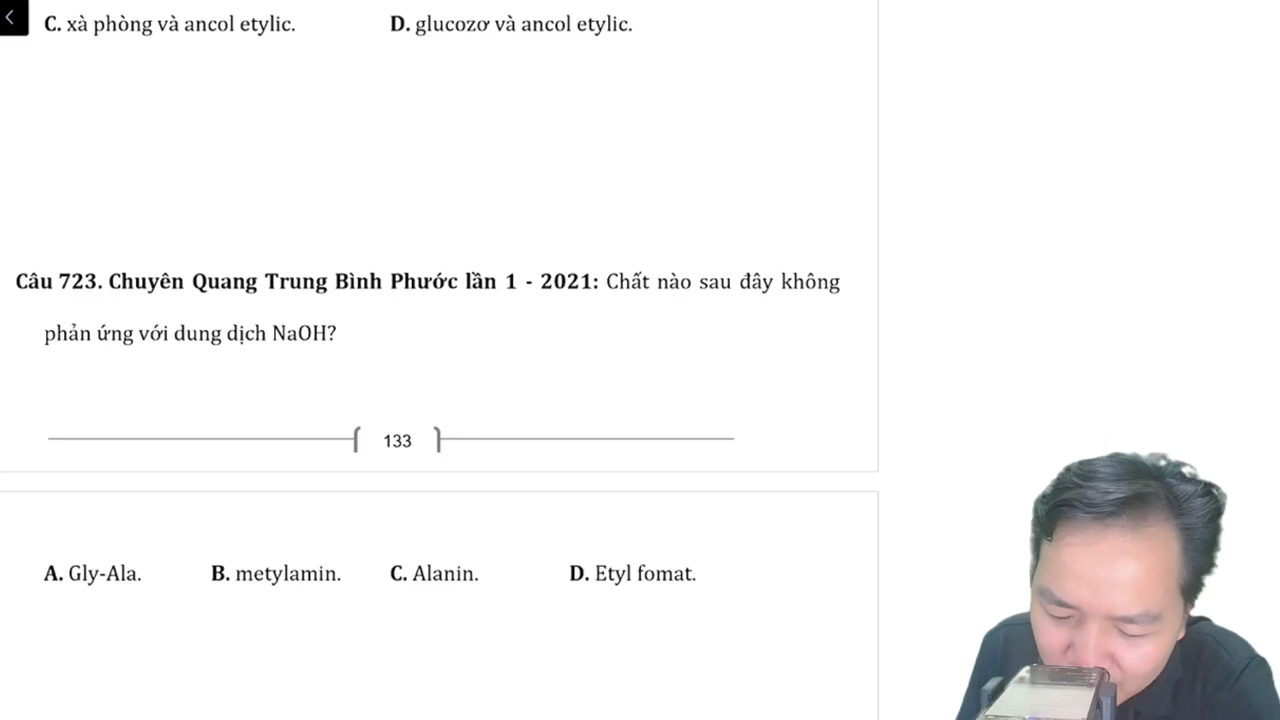 C. xà phòng và ancol etylic. D. glucozơ và ancol etylic.
Câu 723. Chuyên Quang Trung Bình Phước lần 1 - 2021: Chất nào sau đây không
phản ứng với dung dịch NaOH?
133
A. Gly-Ala. B. metylamin. C. Alanin. D. Etyl fomat.